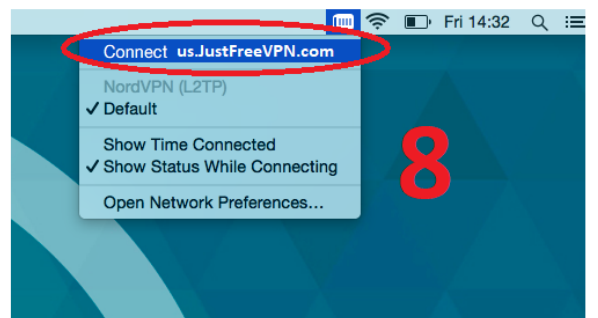 Fri 14:32
Connect us.JustFreeVPN.com
NordVPN (L2TP)
✓ Default
Show Time Connected
✓ Show Status While Connecting
Open Network Preferences...
8